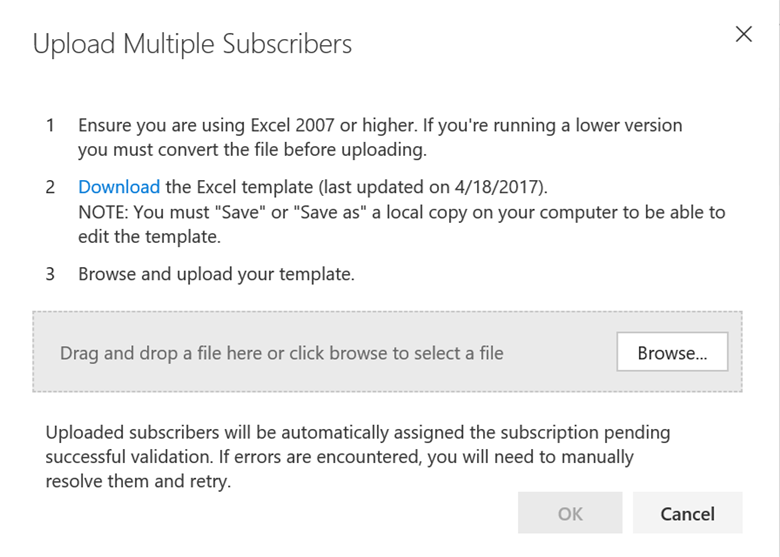 Upload Multiple Subscribers
1 Ensure you are using Excel 2007 or higher. If you're running a lower version
you must convert the file before uploading.
2 Download the Excel template (last updated on 4/18/2017).
NOTE: You must "Save" or "Save as" a local copy on your computer to be able to
edit the template.
3 Browse and upload your template.
Drag and drop a file here or click browse to select a file
Browse...
Uploaded subscribers will be automatically assigned the subscription pending
successful validation. If errors are encountered, you will need to manually
resolve them and retry.
OK
Cancel